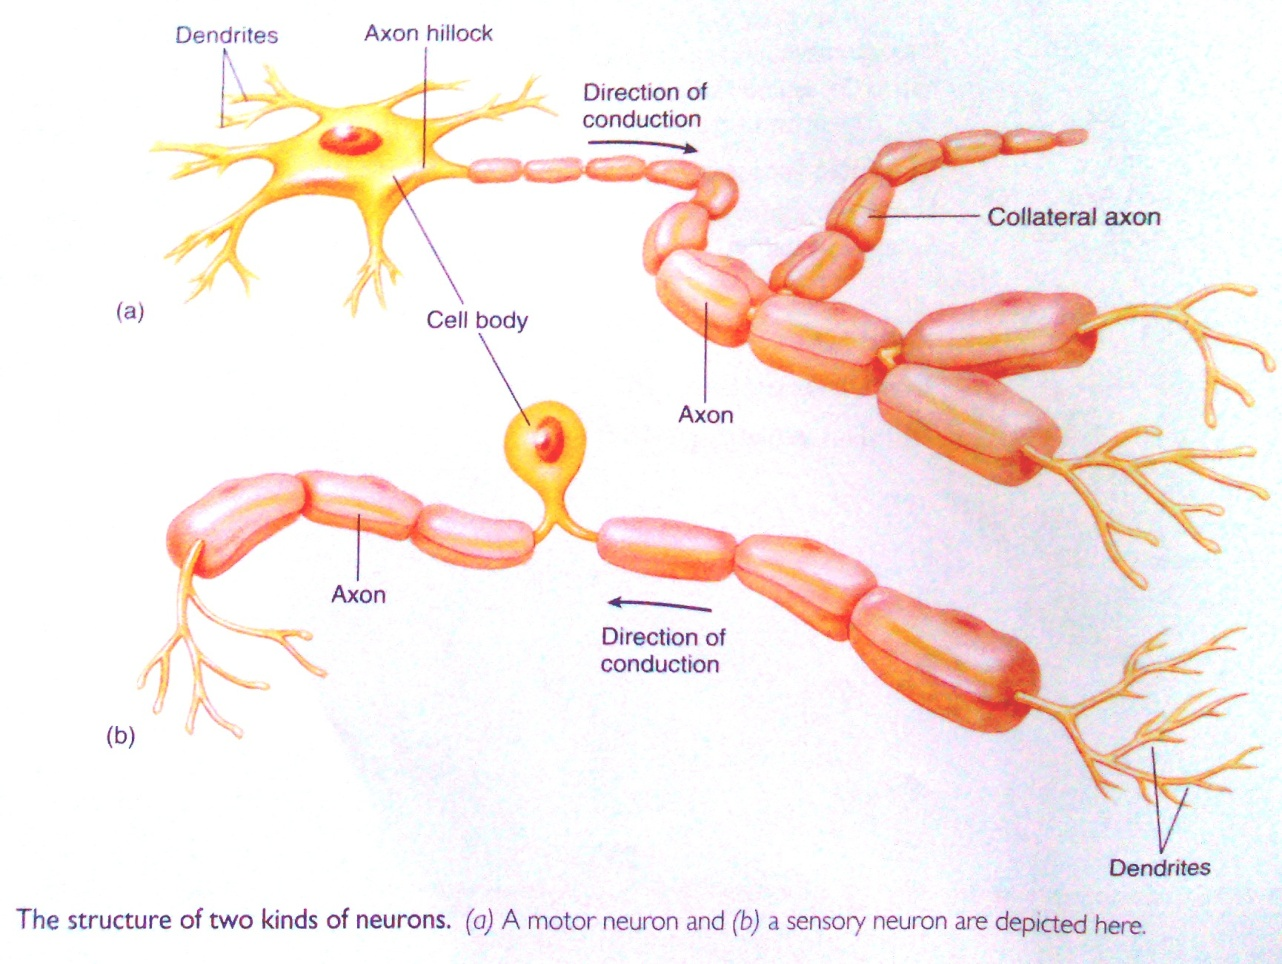 Dendrites
Axon hillock
Direction of
conduction
Collateral axon
(a)
Cell body
Axon
Axon
Direction of
conduction
(b)
Dendrites
The structure of two kinds of neurons. (a) A motor neuron and (b) a sensory neuron are depicted here.